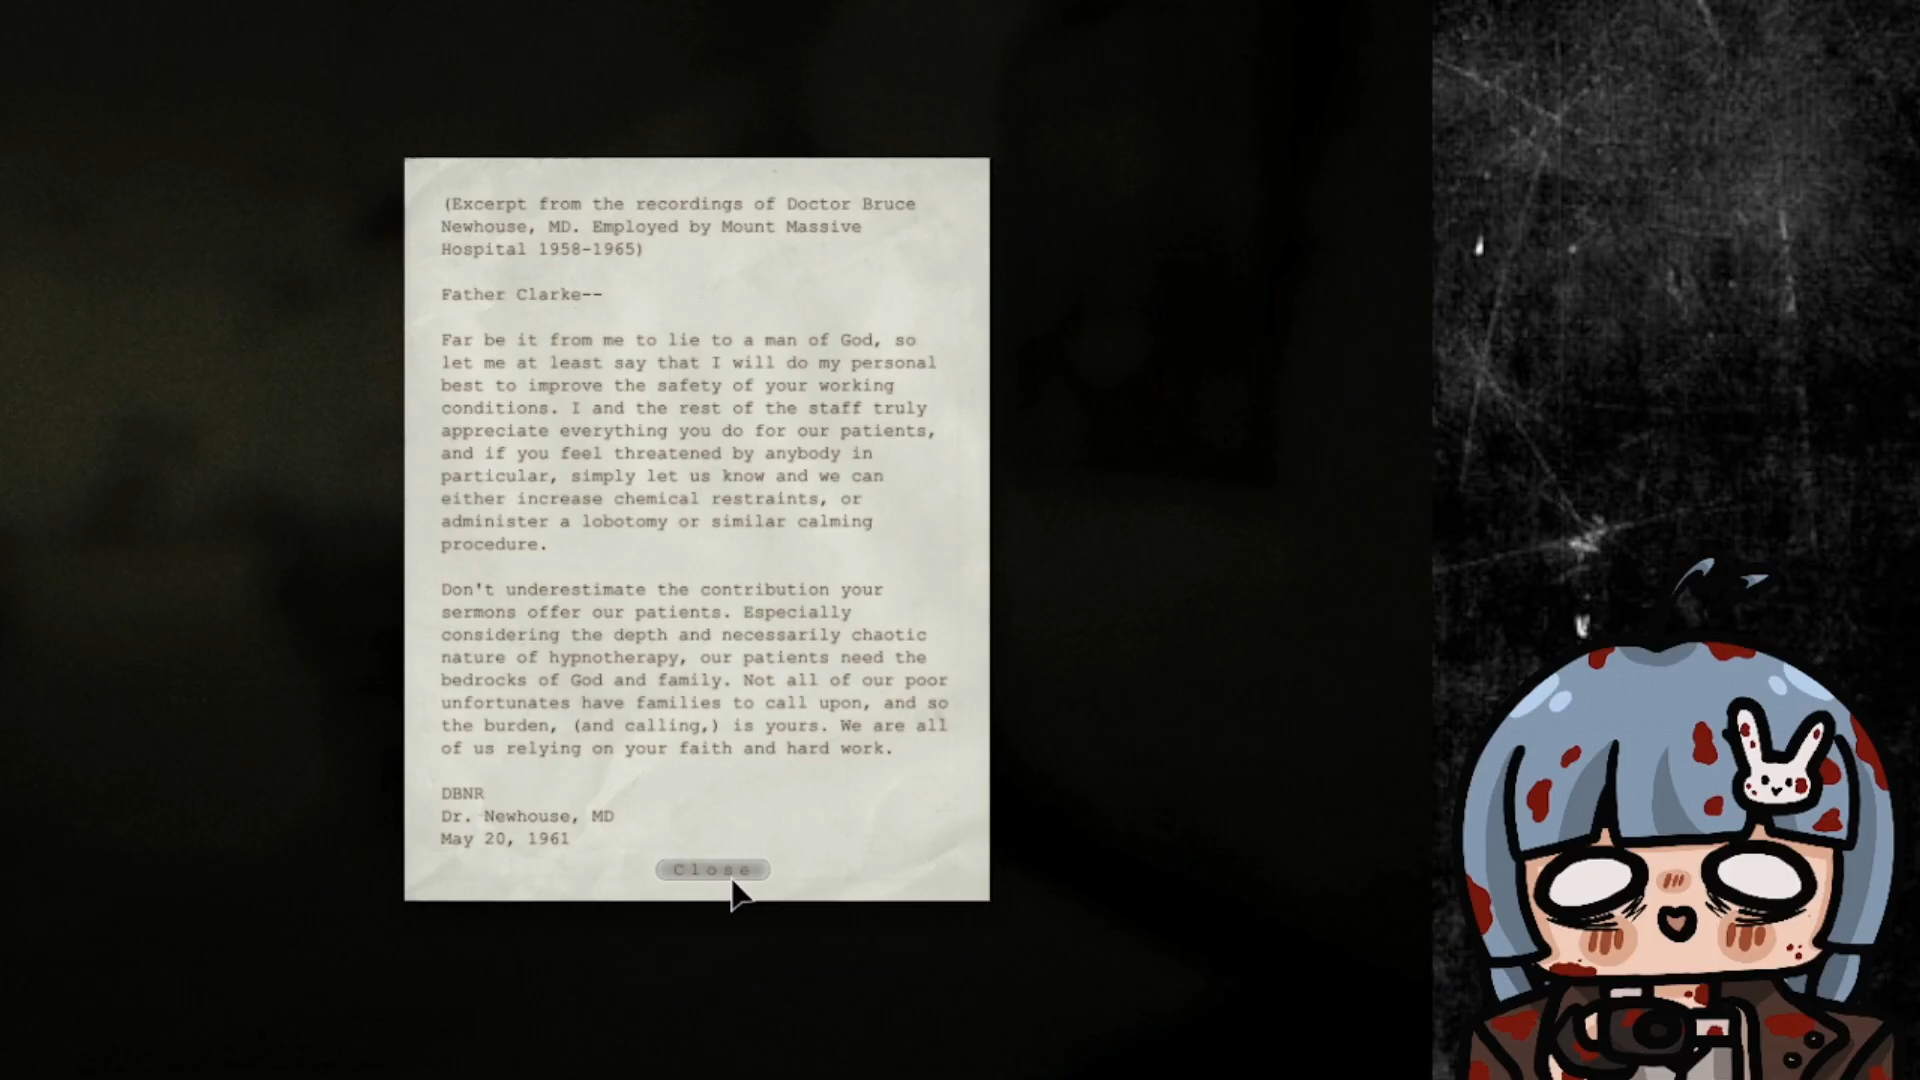 (Excerpt from the recordings of Doctor Bruce
Newhouse, MD. Employed by Mount Massive
Hospital 1958-1965)
Father Clarke--
Far be it from me to lie to a man of God, so
let me at least say that I will do my personal
best to improve the safety of your working
conditions. I and the rest of the staff truly
appreciate everything you do for our patients,
and if you feel threatened by anybody in
particular, simply let us know and we can
either increase chemical restraints, or
administer a lobotomy or similar calming
procedure.
Don't underestimate the contribution your
sermons offer our patients. Especially
considering the depth and necessarily chaotic
nature of hypnotherapy, our patients need the
bedrocks of God and family. Not all of our poor
unfortunates have families to call upon, and so
the burden, (and calling,) is yours. We are all
of us relying on your faith and hard work.
DBNR
Dr. Newhouse, MD
May 20, 1961
Close